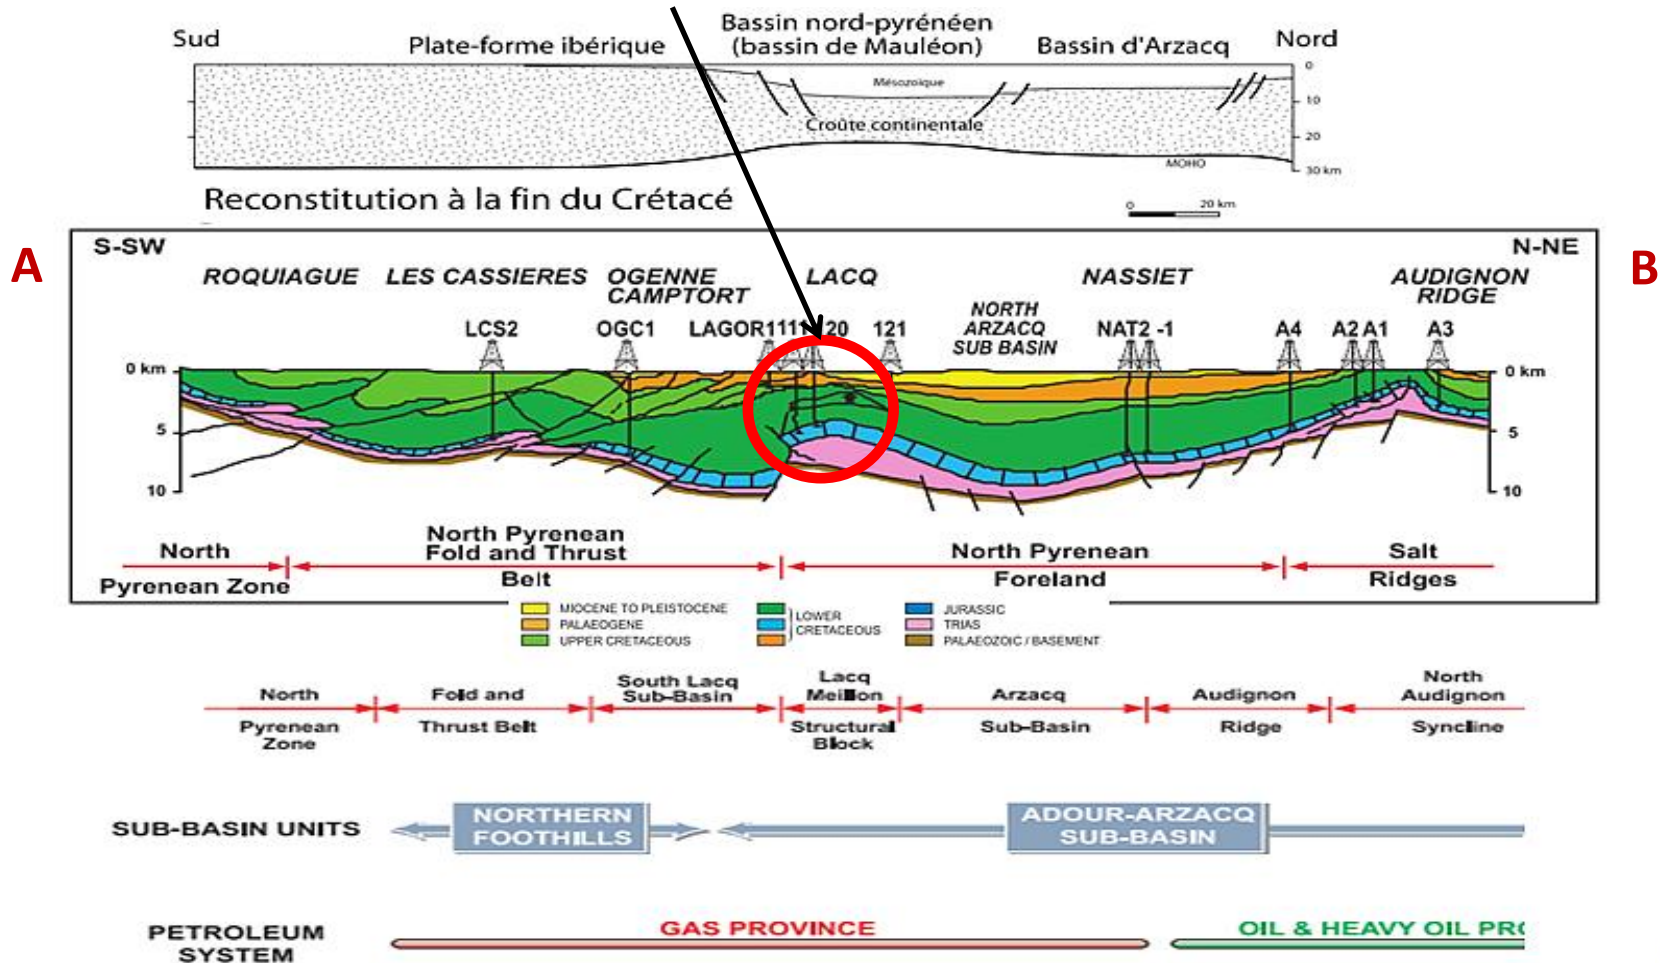 Sud
Plate-forme ibérique
Bassin nord-pyrénéen
(bassin de Mauléon)
Bassin d'Arzacq
Nord
0
Mésozoïque
10
Croûte continentale
20
MOHO
30 km
Reconstitution à la fin du Crétacé
0 20 km
A
B
S-SW
N-NE
ROQUIAGUE
LES CASSIERES
OGENNE
CAMPTORT
LACQ
NASSIET
AUDIGNON
RIDGE
NORTH
ARZACQ
SUB BASIN
LCS2
OGC1
LAGOR1
121
NAT2 -1
A4
A2 A1
A3
0 km
0 km
5
5
10
10
North
Pyrenean Zone
North Pyrenean
Fold and Thrust
Belt
North Pyrenean
Foreland
Salt
Ridges
MIOCENE TO PLEISTOCENE
PALAEOGENE
UPPER CRETACEOUS
LOWER
CRETACEOUS
JURASSIC
TRIAS
PALAEOZOIC / BASEMENT
North
Pyrenean
Zone
Fold and
Thrust Belt
South Lacq
Sub-Basin
Lacq
Meillon
Structural
Block
Arzacq
Sub-Basin
Audignon
Ridge
North
Audignon
Syncline
SUB-BASIN UNITS
NORTHERN
FOOTHILLS
ADOUR-ARZACQ
SUB-BASIN
PETROLEUM
SYSTEM
GAS PROVINCE
OIL & HEAVY OIL PR